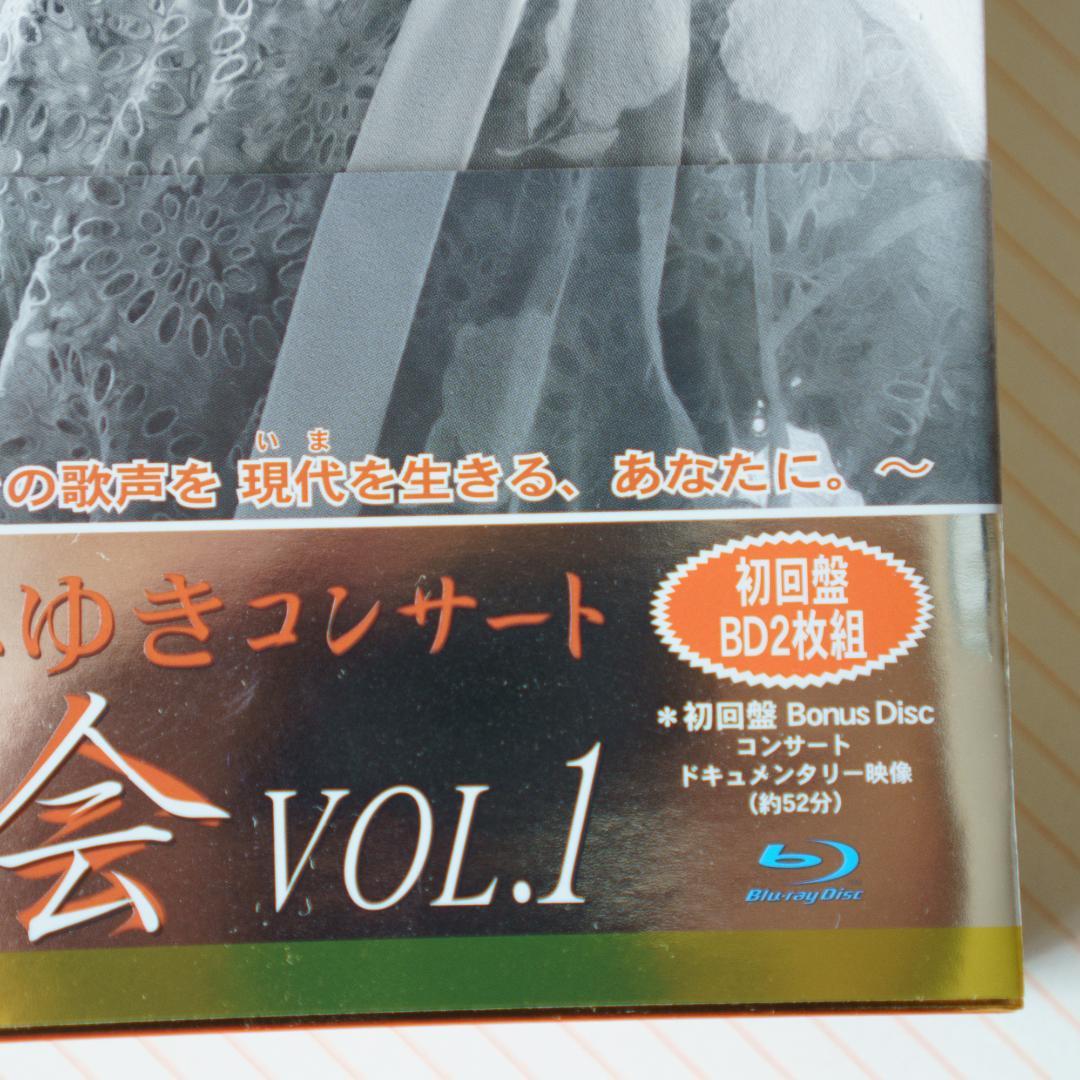 いま
の歌声を 現代を生きる、あなたに。～
ゆきコンサート
会 VOL.1
初回盤
BD2枚組
＊初回盤 Bonus Disc
コンサート
ドキュメンタリー映像
（約52分）
Blu-ray Disc